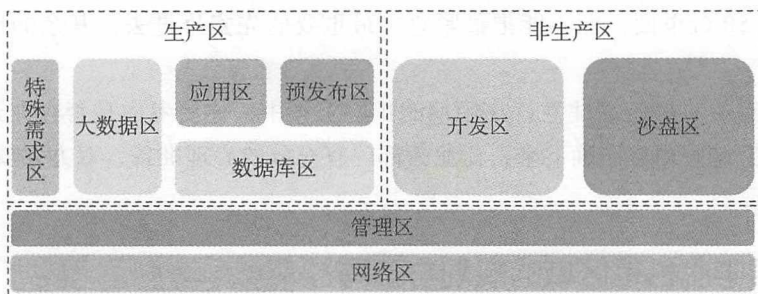 生产区
特殊需求区
大数据区
应用区
预发布区
数据库区
非生产区
开发区
沙盘区
管理区
网络区